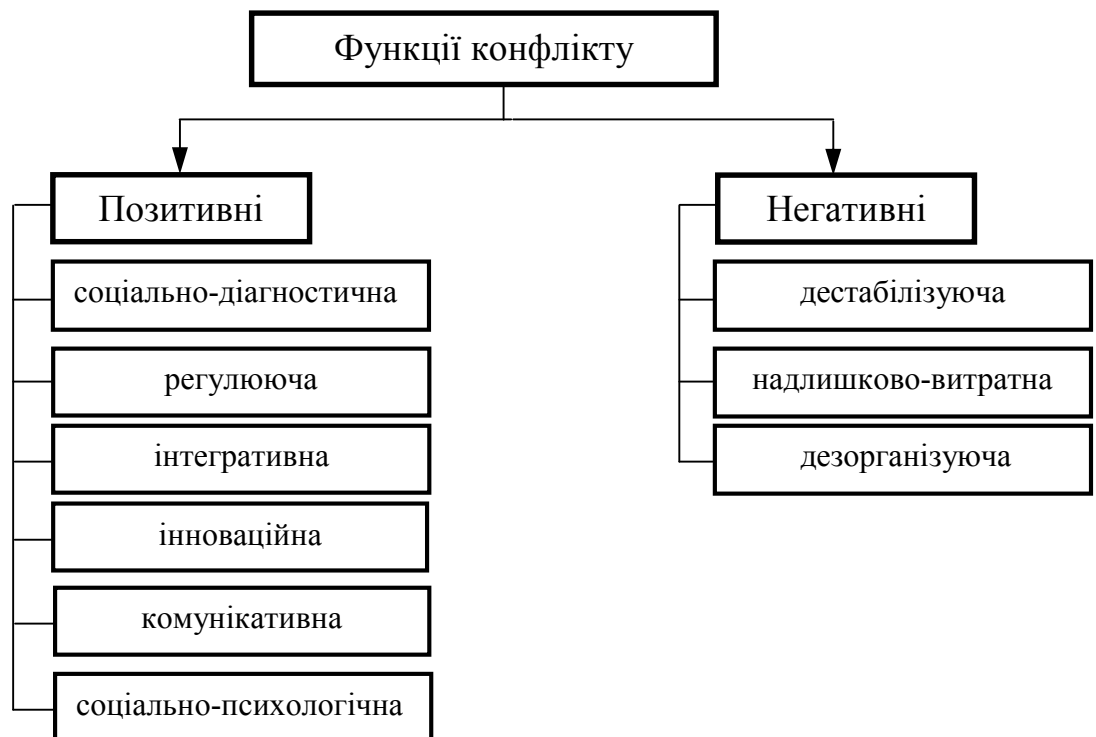 Функції конфлікту
Позитивні
соціально-діагностична
регулююча
інтегративна
інноваційна
комунікативна
соціально-психологічна
Негативні
дестабілізуюча
надлишково-витратна
дезорганізуюча